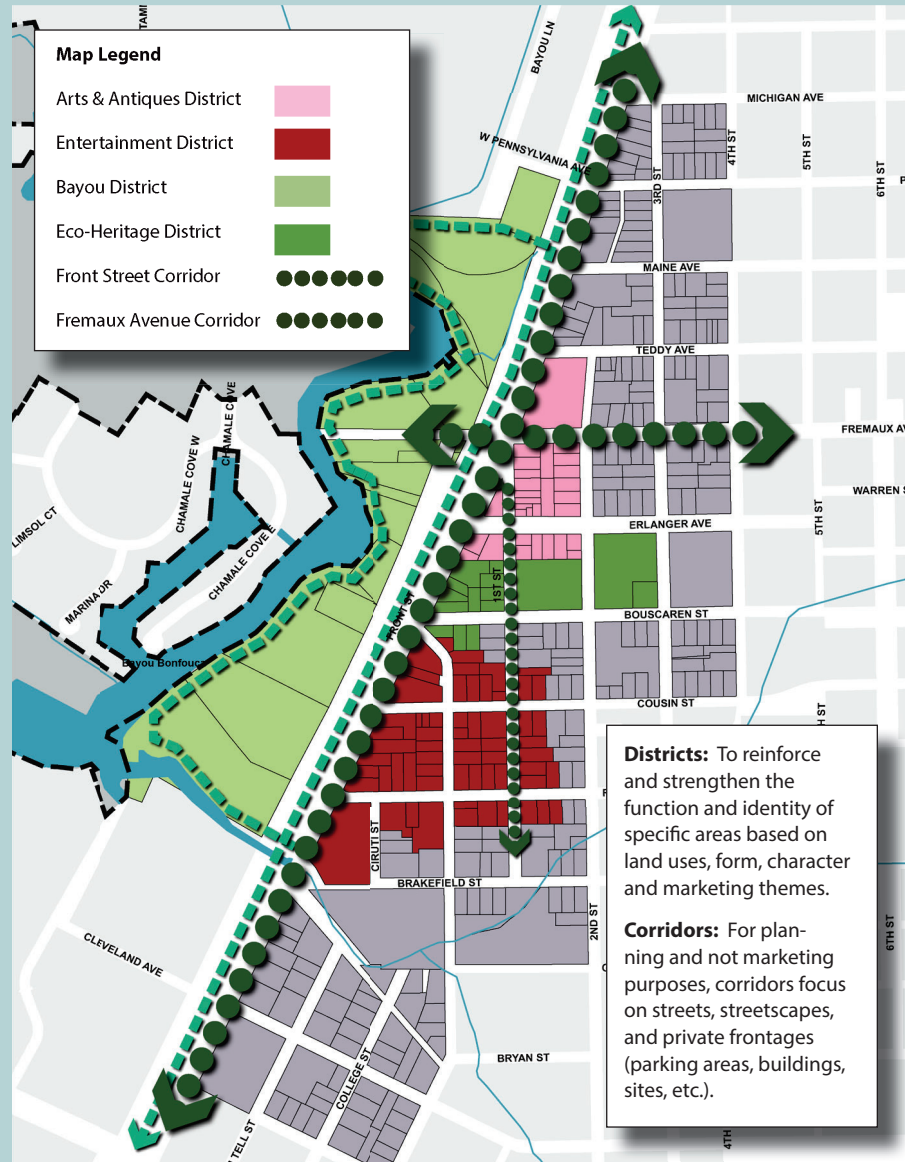 TAMI
BAYOU LN
Map Legend
Arts & Antiques District
Entertainment District
Bayou District
Eco-Heritage District
Front Street Corridor
Fremaux Avenue Corridor
MICHIGAN AVE
W PENNSYLVANIA AVE
3RD ST
4TH ST
5TH ST
6TH ST
MAINE AVE
TEDDY AVE
FREMAUX AV
WARREN S
5TH ST
ERLANGER AVE
BOUSCAREN ST
1ST ST
FRONT ST
COUSIN ST
CHAMALE COVE
CHAMALE COVE W
CHAMALE COVE E
LIMSOL CT
MARINA DR
Bayou Bonfouca
CIRUTI ST
BRAKEFIELD ST
2ND ST
6TH ST
CLEVELAND AVE
COLLEGE ST
BRYAN ST
TELL ST
4TH
Districts: To reinforce
and strengthen the
function and identity of
specific areas based on
land uses, form, character
and marketing themes.
Corridors: For plan-
ning and not marketing
purposes, corridors focus
on streets, streetscapes,
and private frontages
(parking areas, buildings,
sites, etc.).